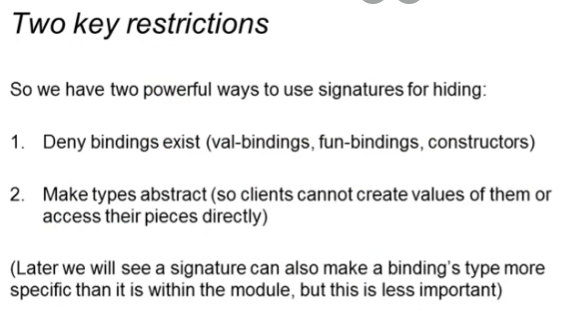 Two key restrictions
So we have two powerful ways to use signatures for hiding:
1. Deny bindings exist (val-bindings, fun-bindings, constructors)
2. Make types abstract (so clients cannot create values of them or
access their pieces directly)
(Later we will see a signature can also make a binding's type more
specific than it is within the module, but this is less important)